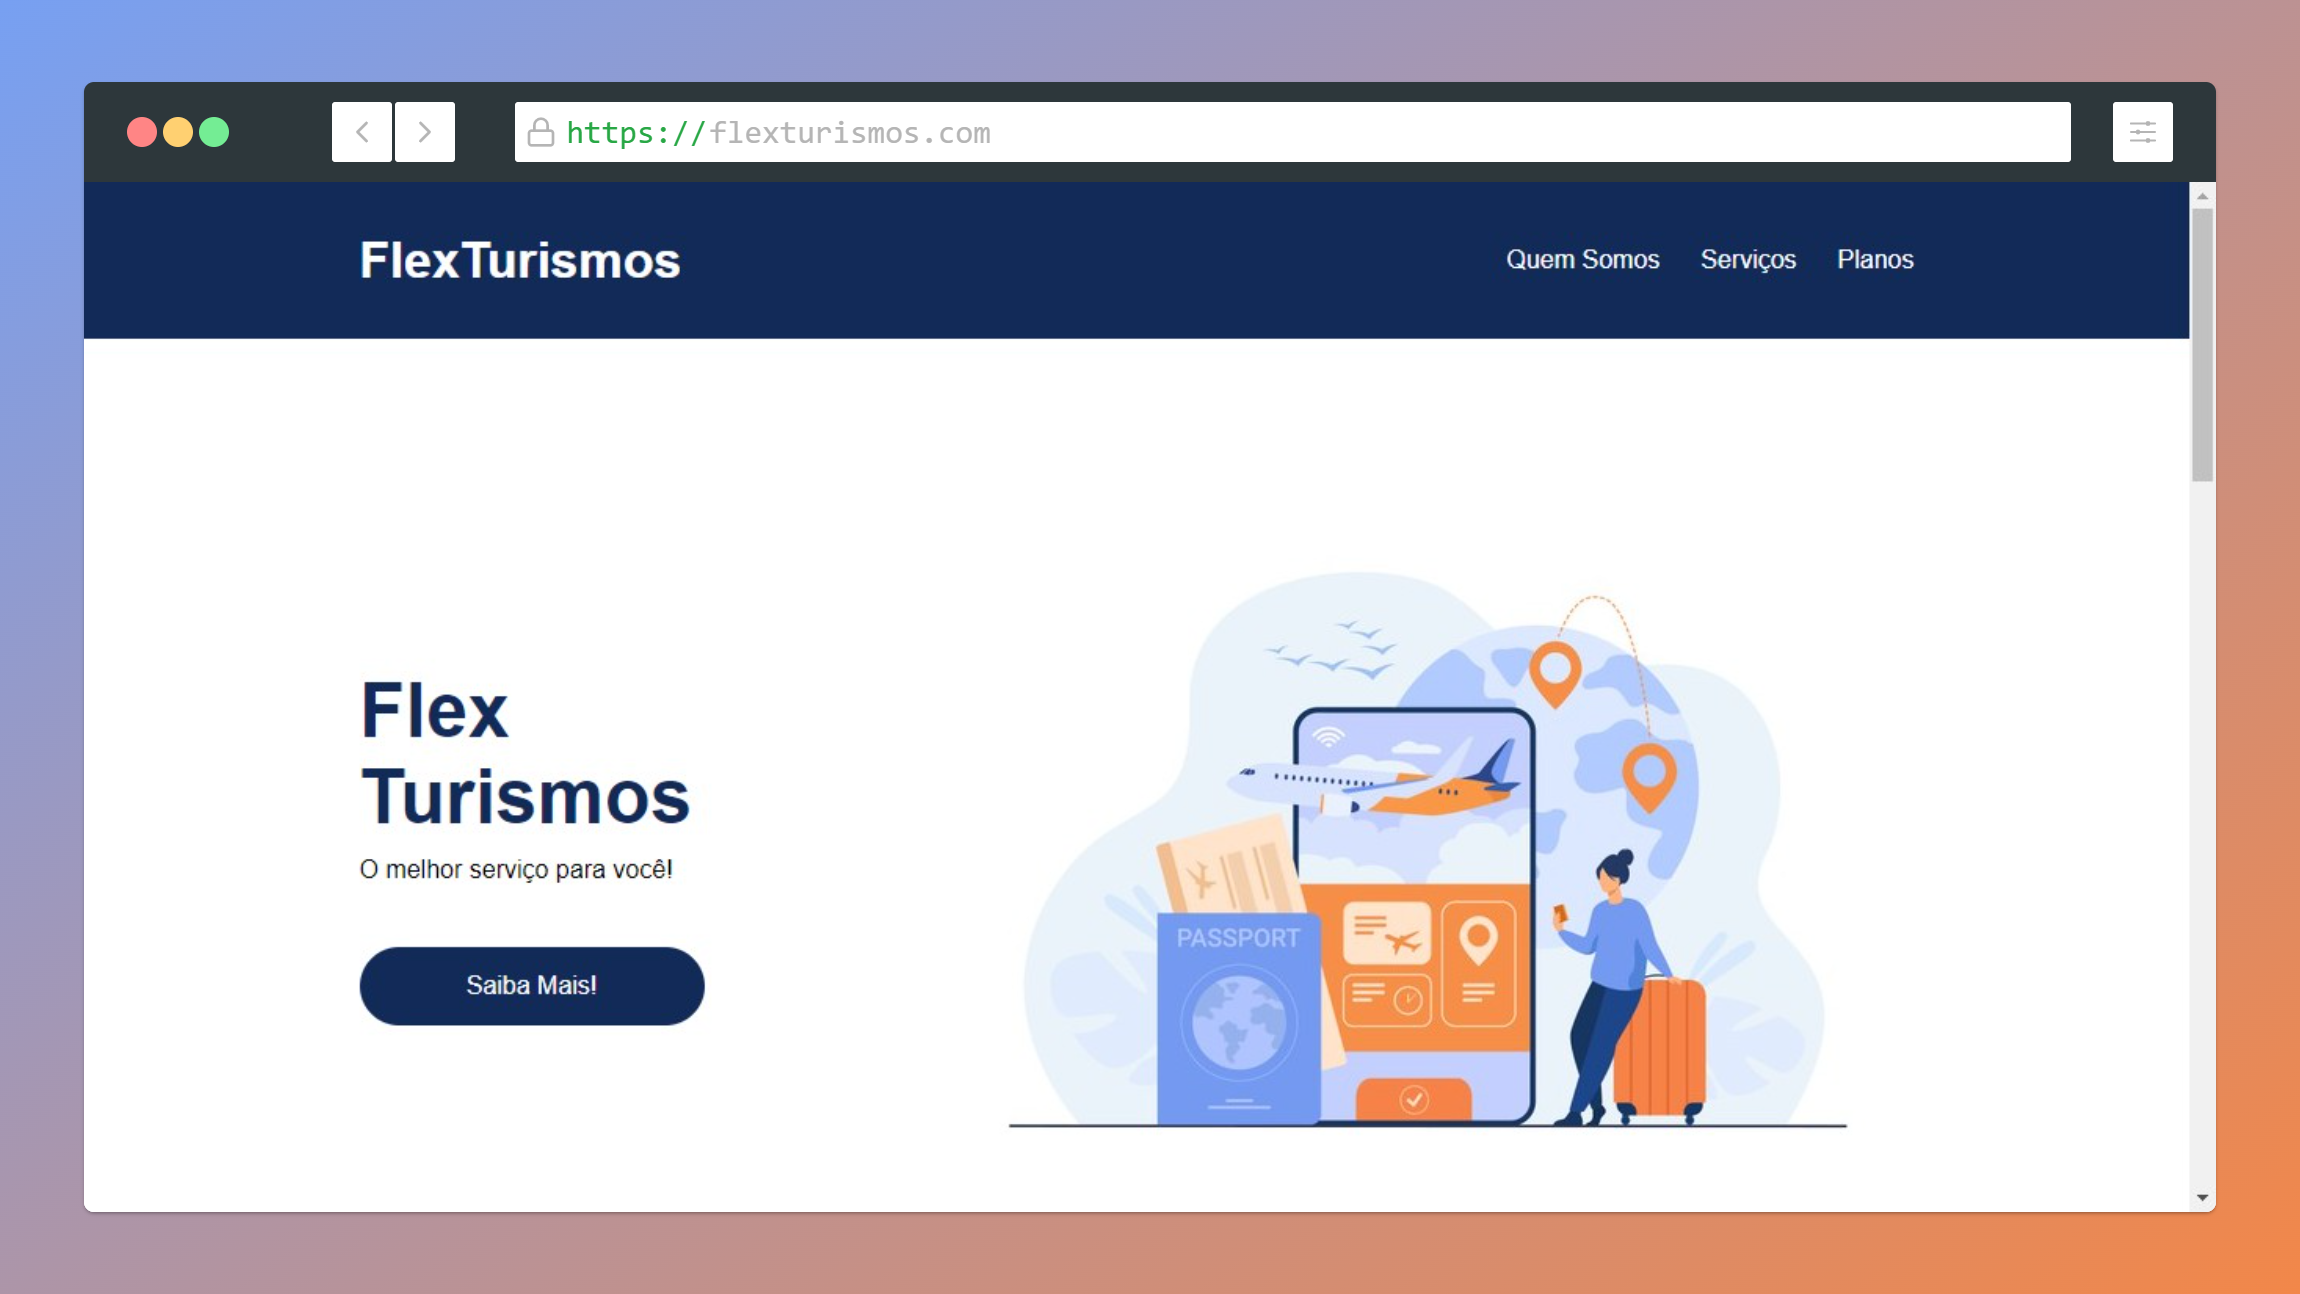 https://flexturismos.com
FlexTurismos
Quem Somos Serviços Planos
Flex
Turismos
O melhor serviço para você!
Saiba Mais!
PASSPORT